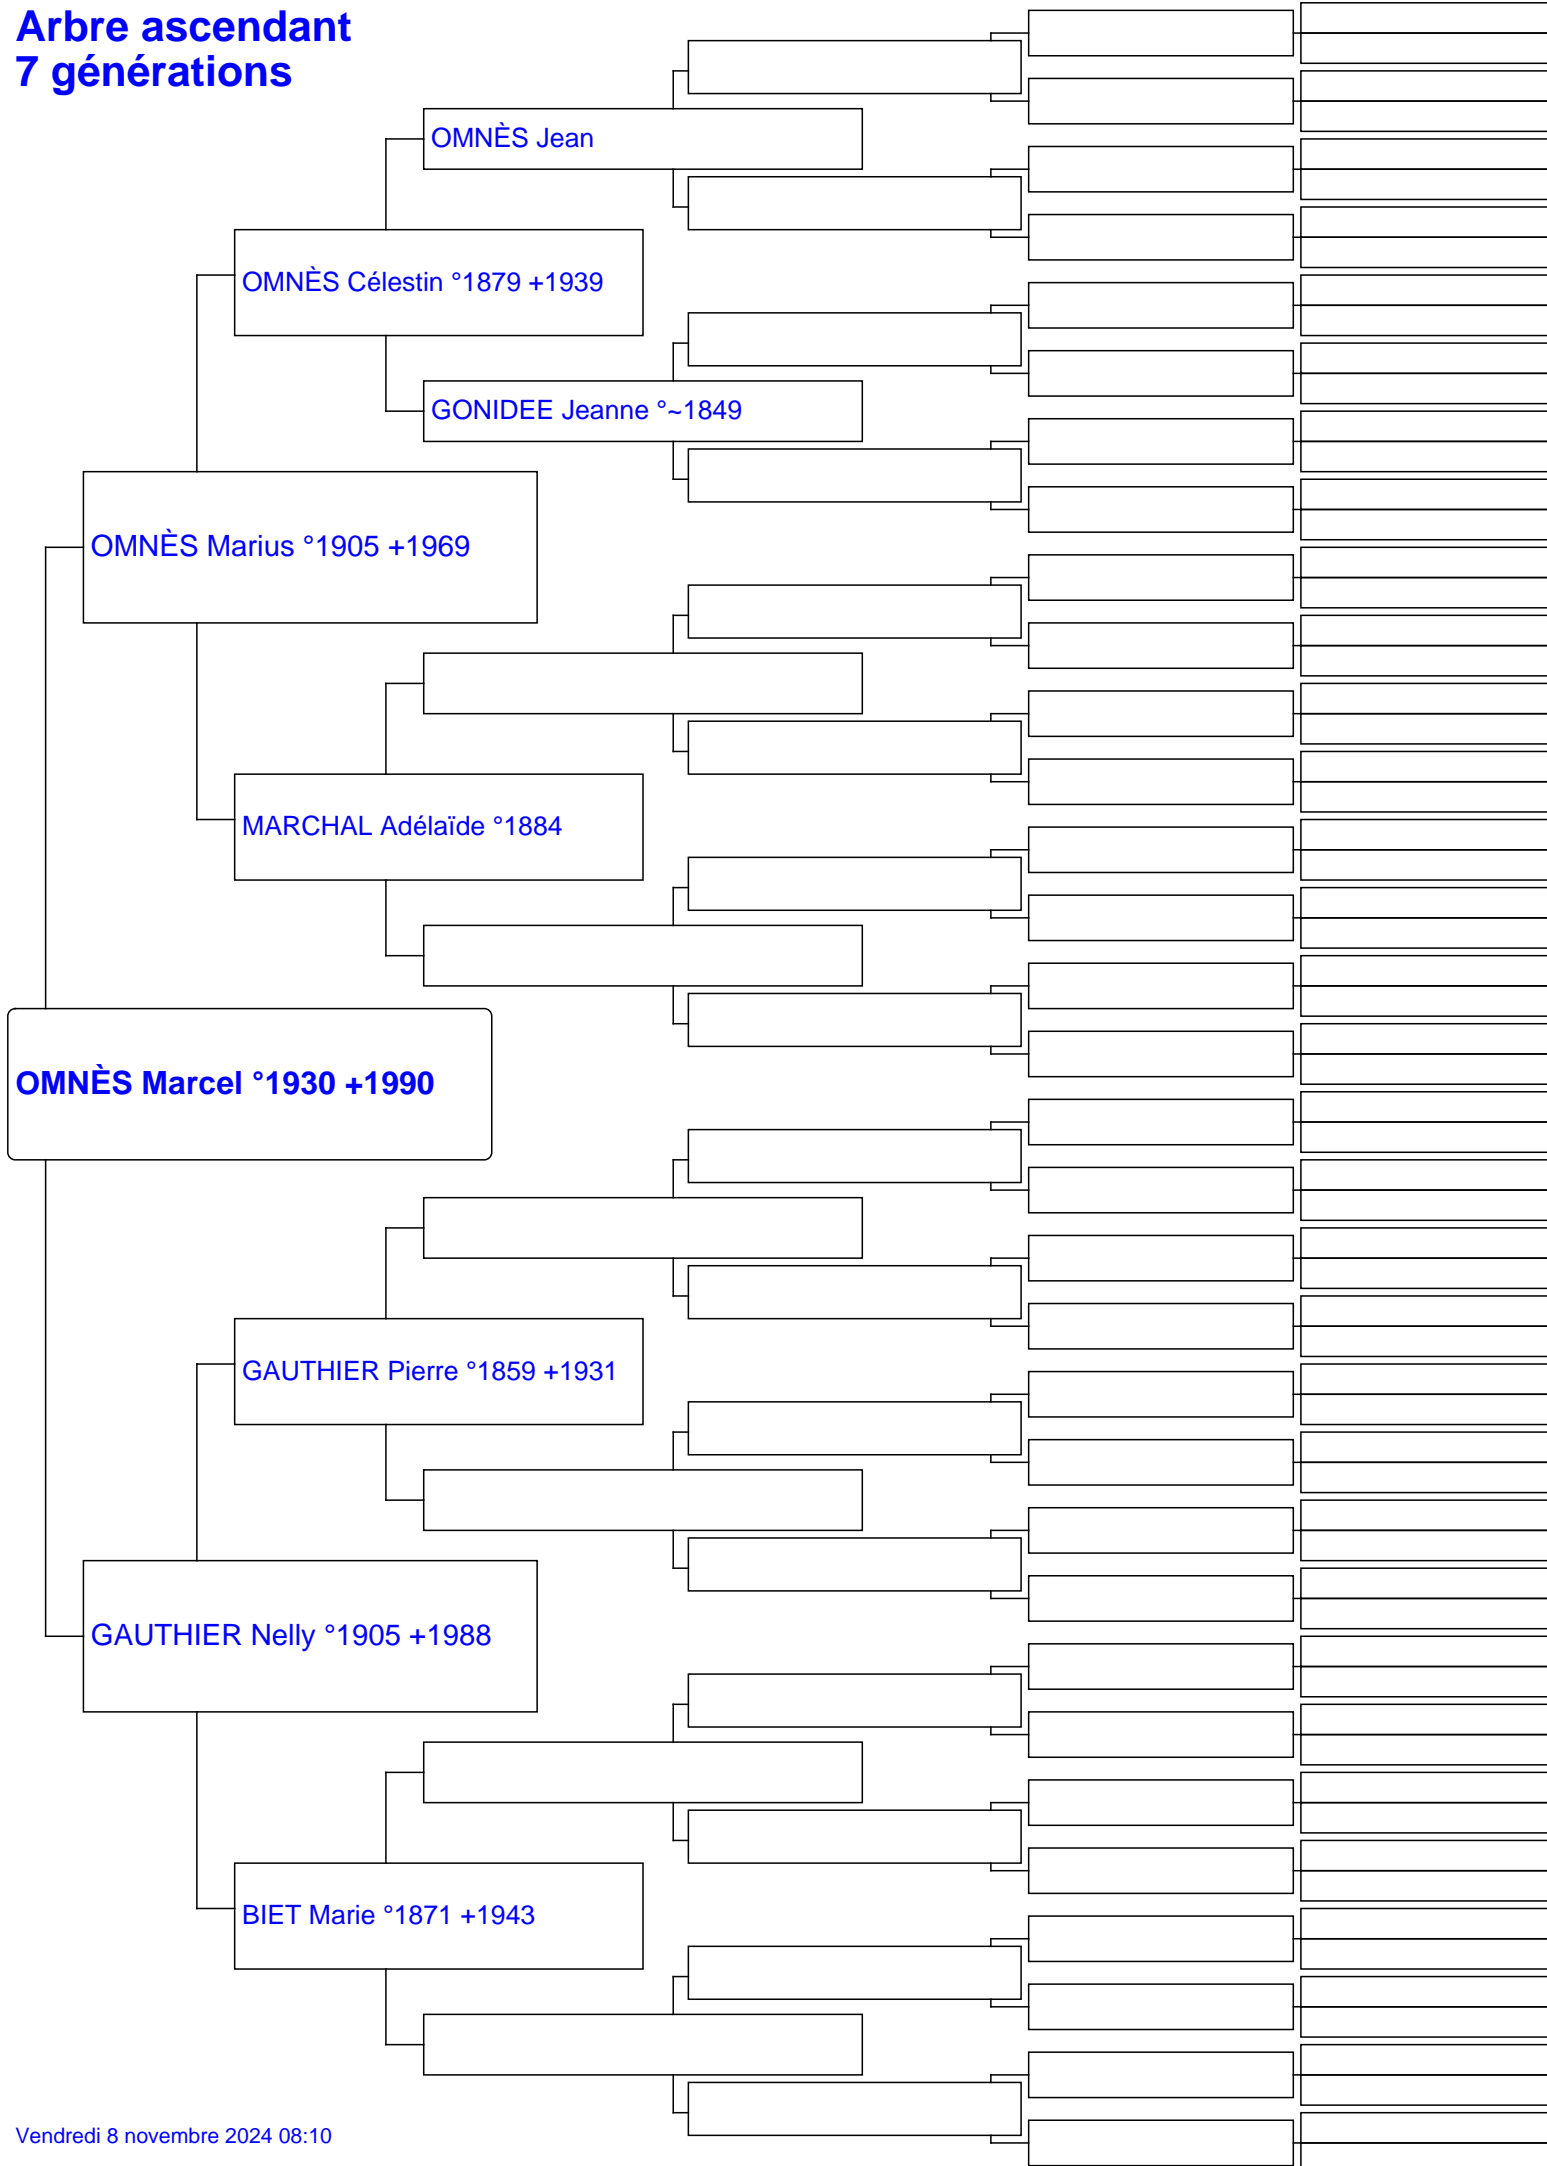 Arbre ascendant
7 générations
OMNÈS Jean
OMNÈS Célestin °1879 +1939
GONIDEE Jeanne °~1849
OMNÈS Marius °1905 +1969
MARCHAL Adélaïde °1884
OMNÈS Marcel °1930 +1990
GAUTHIER Pierre °1859 +1931
GAUTHIER Nelly °1905 +1988
BIET Marie °1871 +1943
Vendredi 8 novembre 2024 08:10